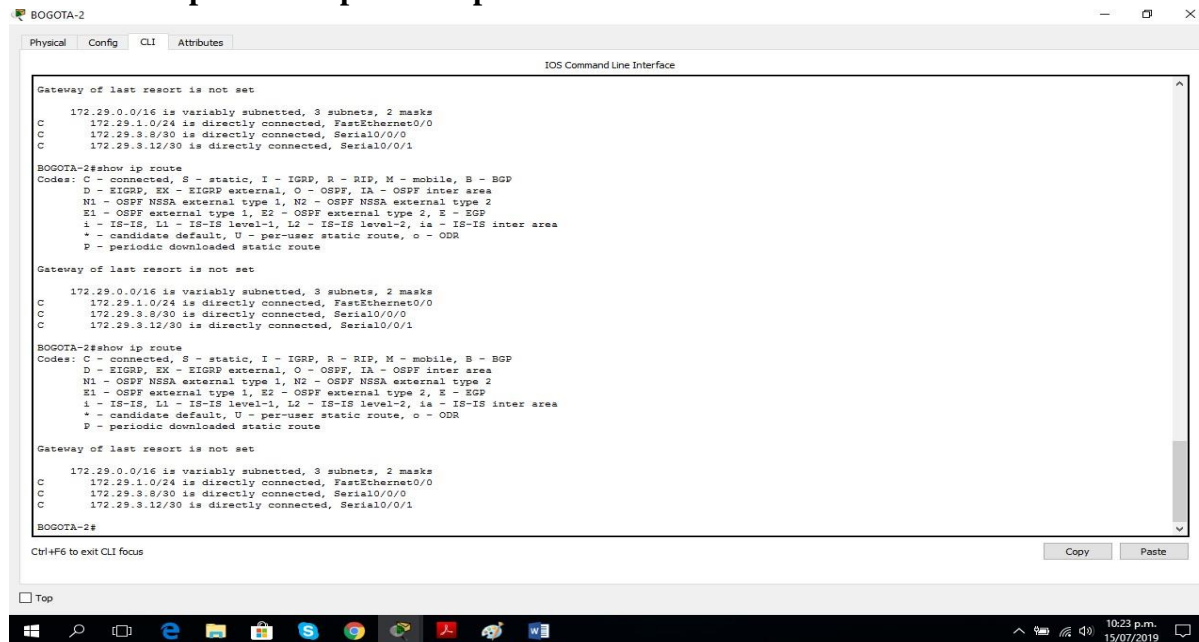 BOGOTA-2
Physical Config CLI Attributes
IOS Command Line Interface
Gateway of last resort is not set
172.29.0.0/16 is variably subnetted, 3 subnets, 2 masks
C 172.29.1.0/24 is directly connected, FastEthernet0/0
C 172.29.3.8/30 is directly connected, Serial0/0/0
C 172.29.3.12/30 is directly connected, Serial0/0/1
BOGOTA-2#show ip route
Codes: C - connected, S - static, I - IGRP, R - RIP, M - mobile, B - BGP
D - EIGRP, EX - EIGRP external, O - OSPF, IA - OSPF inter area
N1 - OSPF NSSA external type 1, N2 - OSPF NSSA external type 2
E1 - OSPF external type 1, E2 - OSPF external type 2, E - EGP
i - IS-IS, L1 - IS-IS level-1, L2 - IS-IS level-2, ia - IS-IS inter area
* - candidate default, U - per-user static route, o - ODR
P - periodic downloaded static route
Gateway of last resort is not set
172.29.0.0/16 is variably subnetted, 3 subnets, 2 masks
C 172.29.1.0/24 is directly connected, FastEthernet0/0
C 172.29.3.8/30 is directly connected, Serial0/0/0
C 172.29.3.12/30 is directly connected, Serial0/0/1
BOGOTA-2#show ip route
Codes: C - connected, S - static, I - IGRP, R - RIP, M - mobile, B - BGP
D - EIGRP, EX - EIGRP external, O - OSPF, IA - OSPF inter area
N1 - OSPF NSSA external type 1, N2 - OSPF NSSA external type 2
E1 - OSPF external type 1, E2 - OSPF external type 2, E - EGP
i - IS-IS, L1 - IS-IS level-1, L2 - IS-IS level-2, ia - IS-IS inter area
* - candidate default, U - per-user static route, o - ODR
P - periodic downloaded static route
Gateway of last resort is not set
172.29.0.0/16 is variably subnetted, 3 subnets, 2 masks
C 172.29.1.0/24 is directly connected, FastEthernet0/0
C 172.29.3.8/30 is directly connected, Serial0/0/0
C 172.29.3.12/30 is directly connected, Serial0/0/1
BOGOTA-2#
Ctrl+F6 to exit CLI focus
Copy Paste
Top
10:23 p.m.
15/07/2019